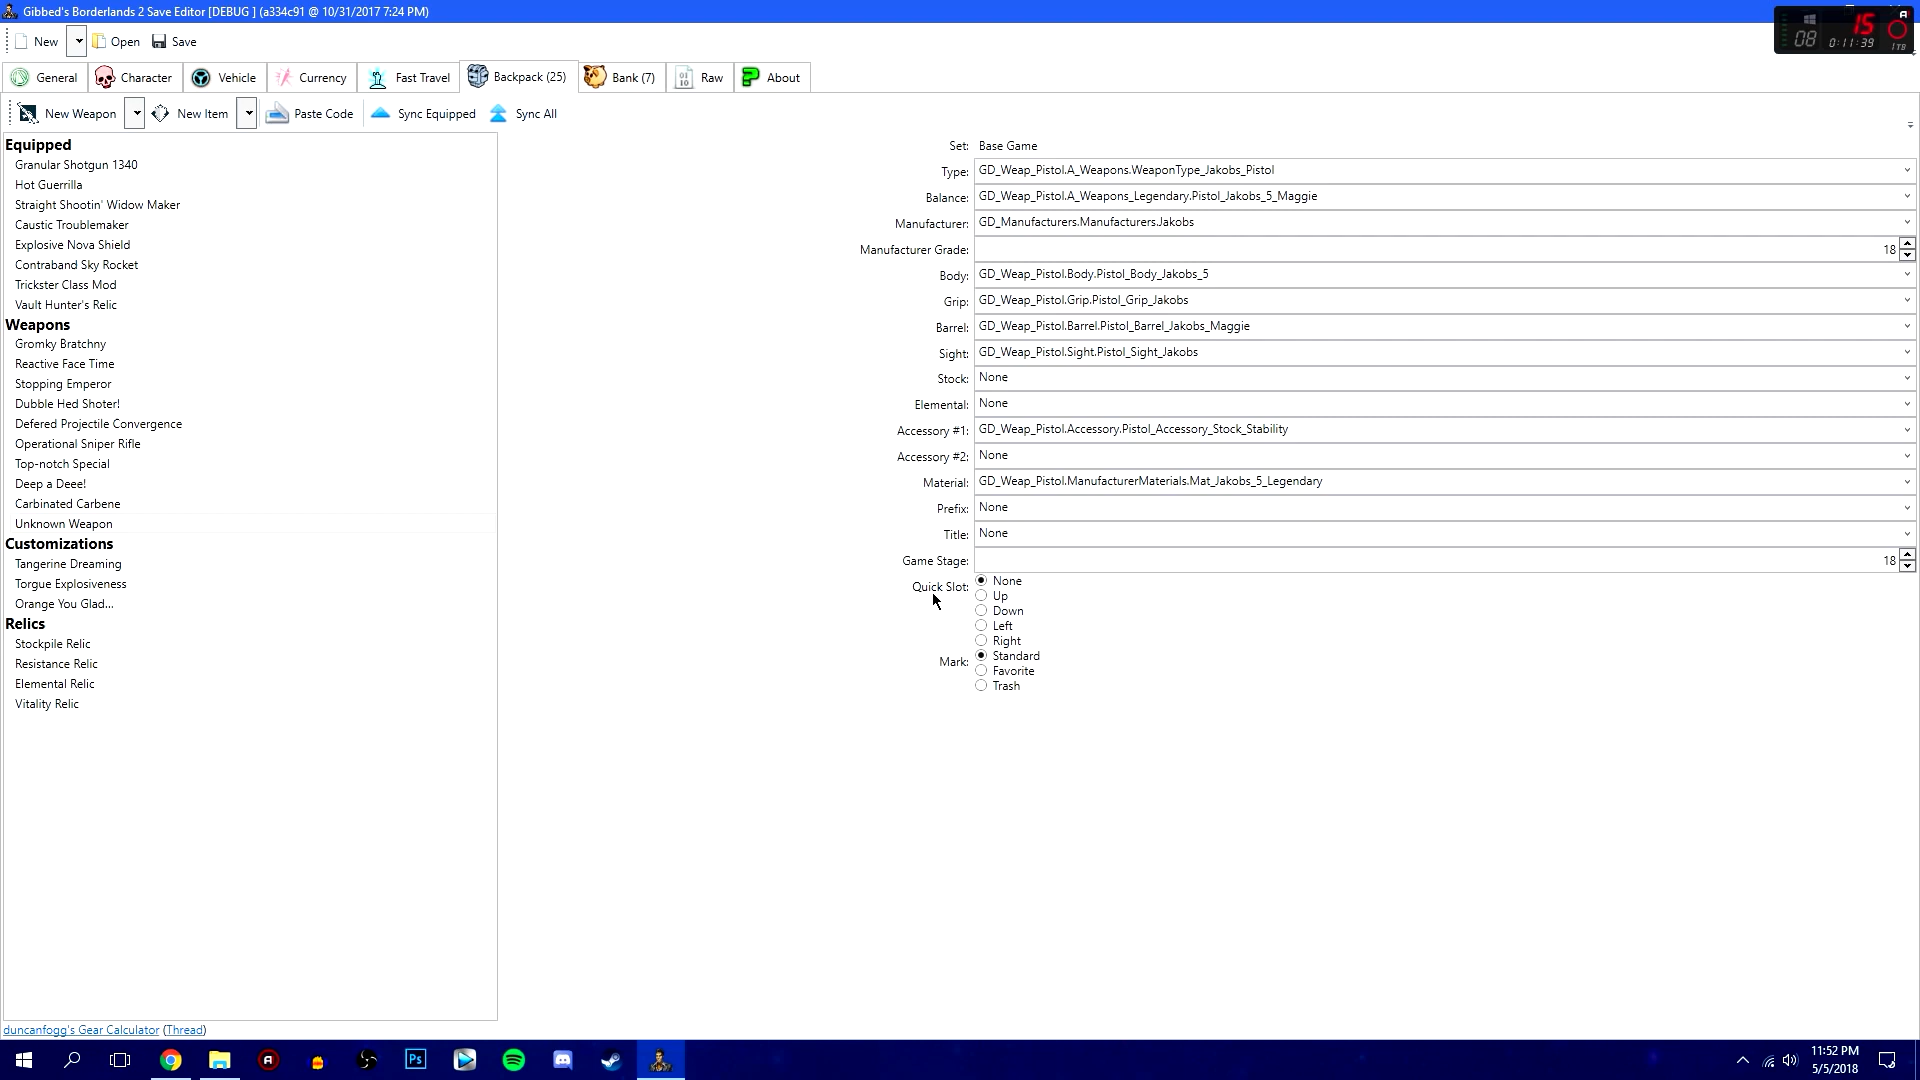 Gibbed's Borderlands 2 Save Editor [DEBUG ] (a334c91 @ 10/31/2017 7:24 PM)
New Open Save
08 15 0:11:39 A 1TB
General Character Vehicle Currency Fast Travel Backpack (25) Bank (7) Raw About
New Weapon New Item Paste Code Sync Equipped Sync All
Equipped
Granular Shotgun 1340
Hot Guerrilla
Straight Shootin' Widow Maker
Caustic Troublemaker
Explosive Nova Shield
Contraband Sky Rocket
Trickster Class Mod
Vault Hunter's Relic
Weapons
Gromky Bratchny
Reactive Face Time
Stopping Emperor
Dubble Hed Shoter!
Defered Projectile Convergence
Operational Sniper Rifle
Top-notch Special
Deep a Deee!
Carbinated Carbene
Unknown Weapon
Customizations
Tangerine Dreaming
Torgue Explosiveness
Orange You Glad...
Relics
Stockpile Relic
Resistance Relic
Elemental Relic
Vitality Relic
Set: Base Game
Type: GD_Weap_Pistol.A_Weapons.WeaponType_Jakobs_Pistol
Balance: GD_Weap_Pistol.A_Weapons_Legendary.Pistol_Jakobs_5_Maggie
Manufacturer: GD_Manufacturers.Manufacturers.Jakobs
Manufacturer Grade: 18
Body: GD_Weap_Pistol.Body.Pistol_Body_Jakobs_5
Grip: GD_Weap_Pistol.Grip.Pistol_Grip_Jakobs
Barrel: GD_Weap_Pistol.Barrel.Pistol_Barrel_Jakobs_Maggie
Sight: GD_Weap_Pistol.Sight.Pistol_Sight_Jakobs
Stock: None
Elemental: None
Accessory #1: GD_Weap_Pistol.Accessory.Pistol_Accessory_Stock_Stability
Accessory #2: None
Material: GD_Weap_Pistol.ManufacturerMaterials.Mat_Jakobs_5_Legendary
Prefix: None
Title: None
Game Stage: 18
Quick Slot: None
Up
Down
Left
Right
Mark: Standard
Favorite
Trash
duncanfogg's Gear Calculator (Thread)
A Ps
11:52 PM
5/5/2018